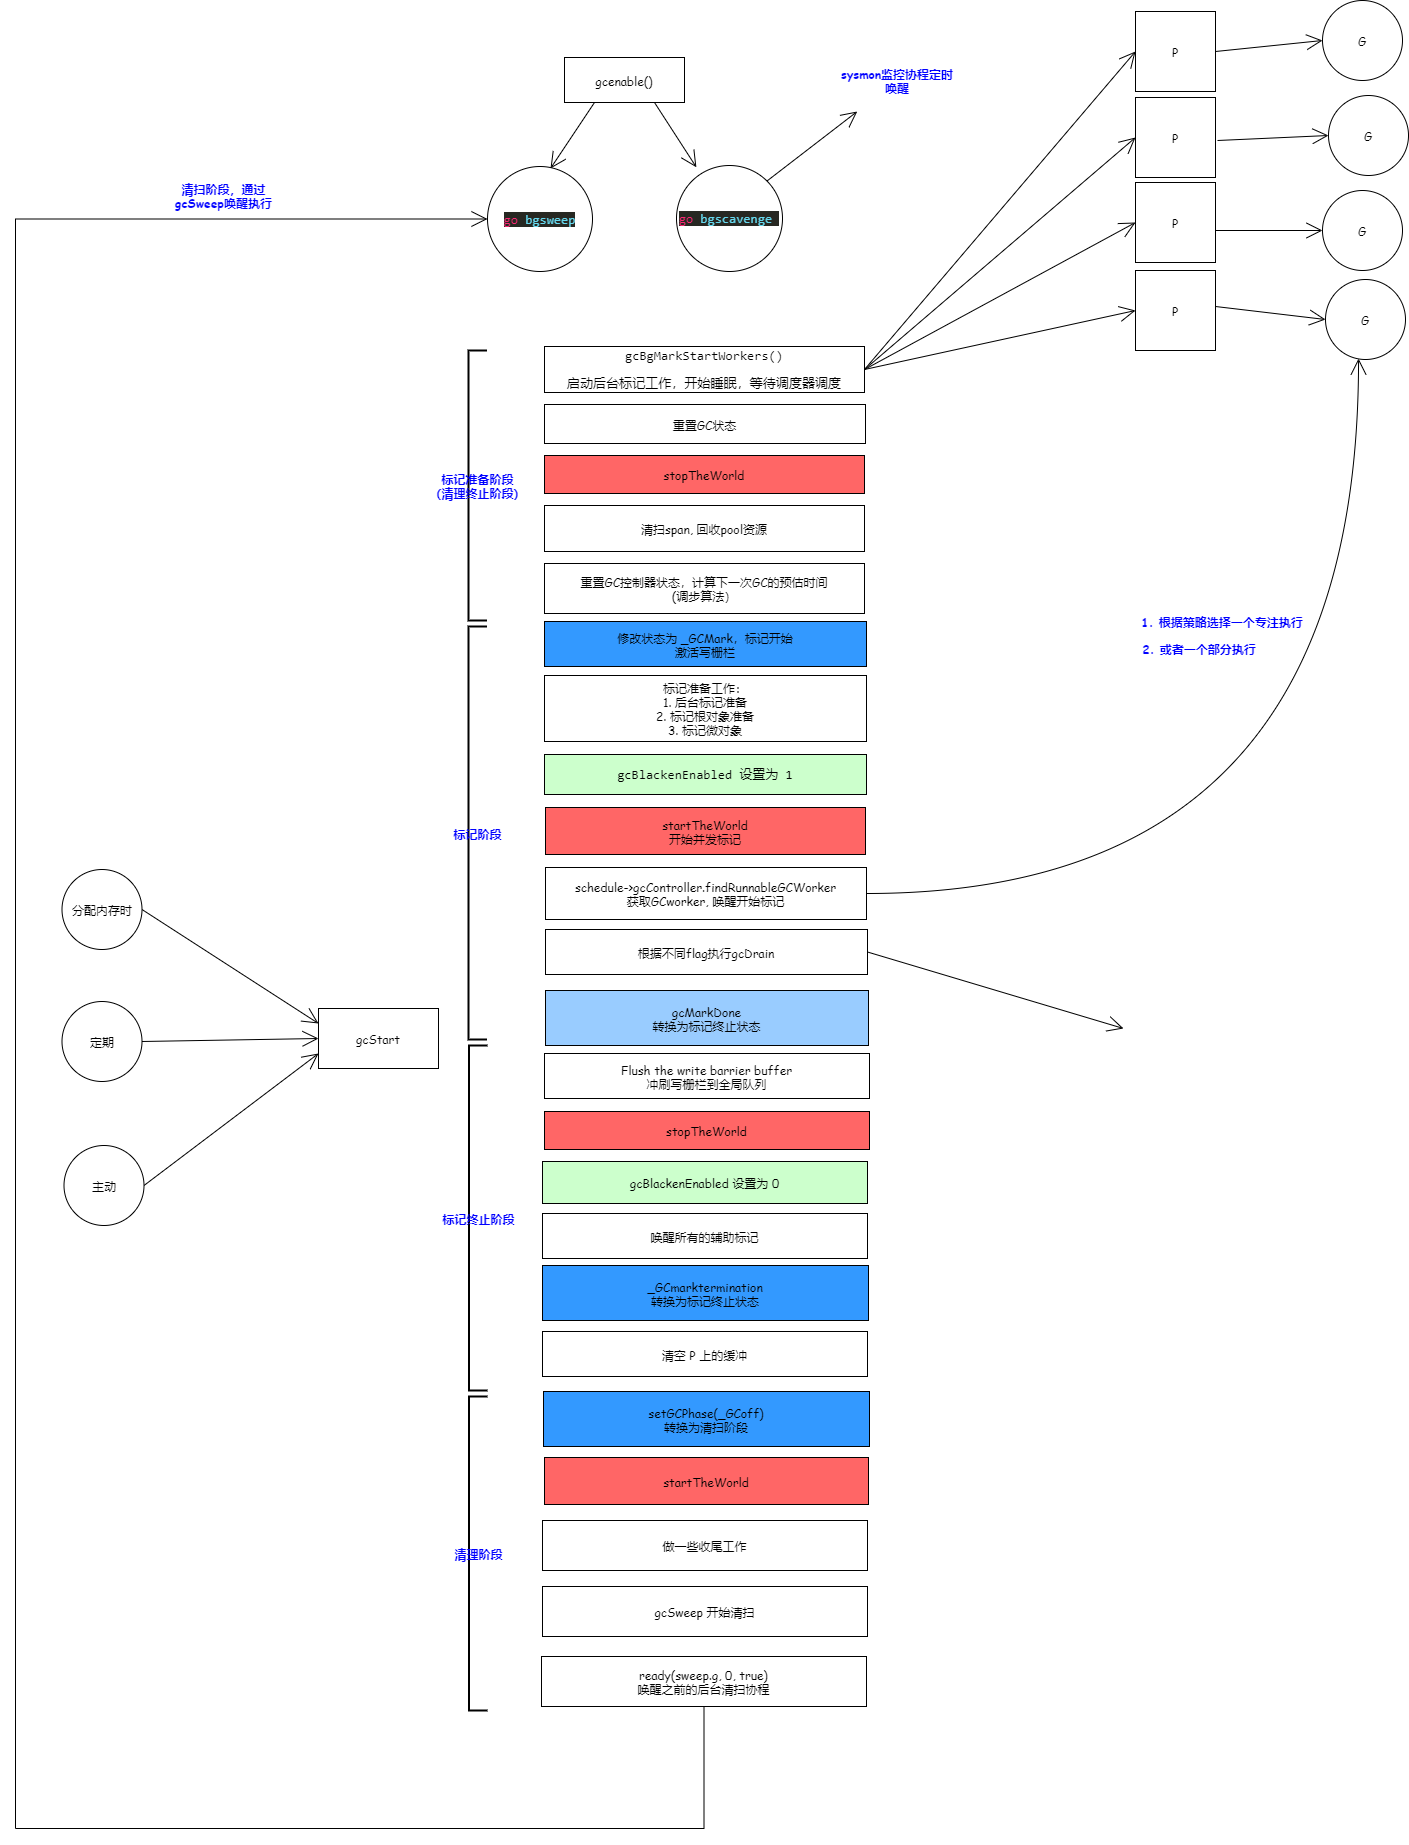 gcenable()
sysmon监控协程定时
唤醒
清扫阶段，通过
gcSweep唤醒执行
go bgsweep
go bgscavenge
P
G
P
G
P
G
P
G
gcBgMarkStartWorkers()
启动后台标记工作，开始睡眠，等待调度器调度
重置GC状态
标记准备阶段
(清理终止阶段)
stopTheWorld
清扫span, 回收pool资源
重置GC控制器状态，计算下一次GC的预估时间
(调步算法)
修改状态为 _GCMark，标记开始
激活写栅栏
1. 根据策略选择一个专注执行
2. 或者一个部分执行
标记准备工作：
1. 后台标记准备
2. 标记根对象准备
3. 标记微对象
gcBlackenEnabled 设置为 1
标记阶段
startTheWorld
开始并发标记
schedule->gcController.findRunnableGCWorker
获取GCworker, 唤醒开始标记
根据不同flag执行gcDrain
gcMarkDone
转换为标记终止状态
分配内存时
定期
主动
gcStart
Flush the write barrier buffer
冲刷写栅栏到全局队列
stopTheWorld
gcBlackenEnabled 设置为 0
标记终止阶段
唤醒所有的辅助标记
_GCmarktermination
转换为标记终止状态
清空 P 上的缓冲
setGCPhase(_GCoff)
转换为清扫阶段
startTheWorld
清理阶段
做一些收尾工作
gcSweep 开始清扫
ready(sweep.g, 0, true)
唤醒之前的后台清扫协程